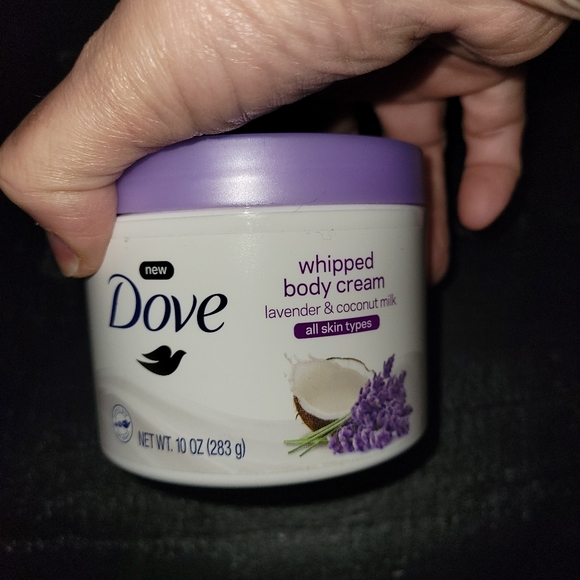 new
Dove
whipped
body cream
lavender & coconut milk
all skin types
NET WT. 10 OZ (283 g)